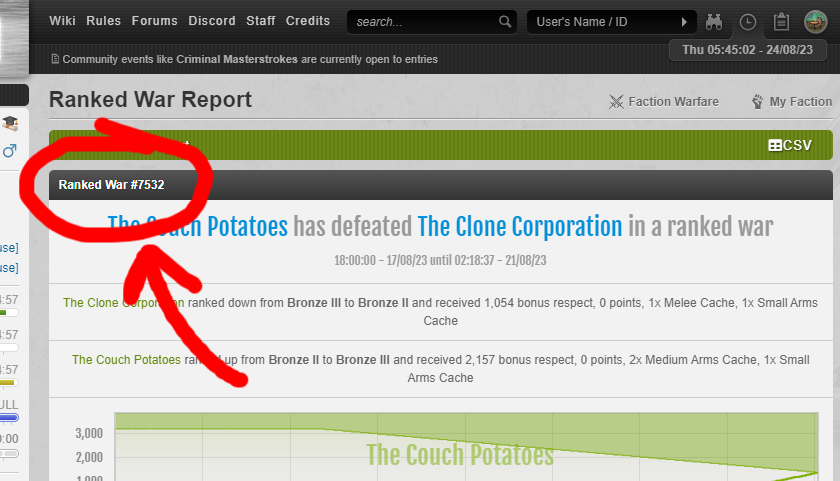 Wiki Rules Forums Discord Staff Credits search... User's Name / ID
Thu 05:45:02 - 24/08/23
Community events like Criminal Masterstrokes are currently open to entries
Ranked War Report
Faction Warfare My Faction
CSV
Ranked War #7532
The Couch Potatoes has defeated The Clone Corporation in a ranked war
18:00:00 - 17/08/23 until 02:18:37 - 21/08/23
use]
use]
The Clone Corporation ranked down from Bronze III to Bronze II and received 1,054 bonus respect, 0 points, 1x Melee Cache, 1x Small Arms
Cache
4:57
4:57
The Couch Potatoes ranked up from Bronze II to Bronze III and received 2,157 bonus respect, 0 points, 2x Medium Arms Cache, 1x Small
Arms Cache
4:57
ULL
0:00
3,000
The Couch Potatoes
2,000
1,000